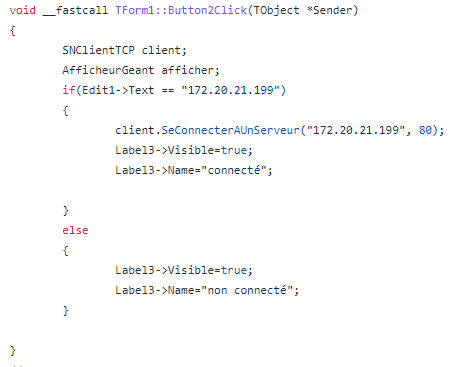 void __fastcall TForm1::Button2Click(TObject *Sender)
{
SNClientTCP client;
AfficheurGeant afficher;
if(Edit1->Text == "172.20.21.199")
{
client.SeConnecterAUnServeur("172.20.21.199", 80);
Label3->Visible=true;
Label3->Name="connecté";
}
else
{
Label3->Visible=true;
Label3->Name="non connecté";
}
}